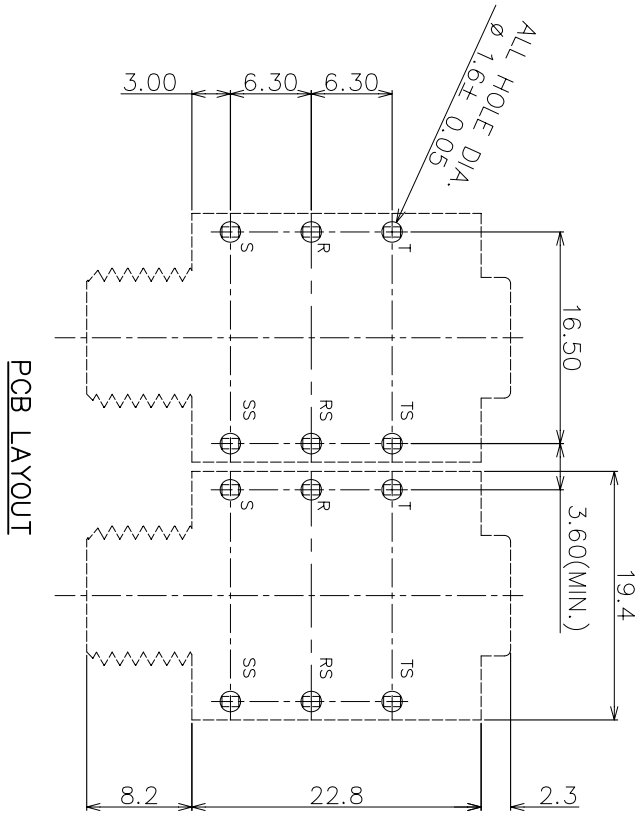 ALL HOLE DIA.
ø 1.6± 0.05
3.00
6.30
6.30
S
R
T
16.50
SS
RS
TS
3.60(MIN.)
S
R
T
19.4
SS
RS
TS
8.2
22.8
2.3
PCB LAYOUT